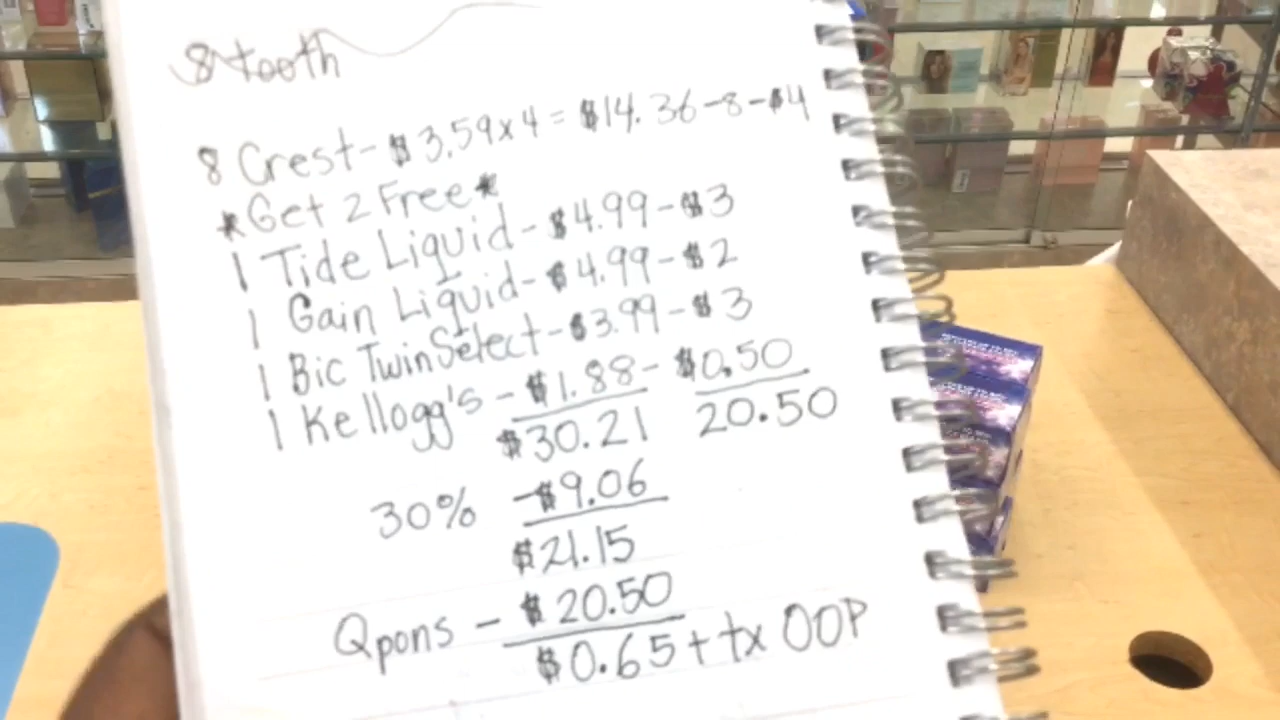 8 tooth
8 Crest - $3.59 x 4 = $14.36 - 8 - $4
*Get 2 Free*
1 Tide Liquid - $4.99 - $3
1 Gain Liquid - $4.99 - $2
1 Bic Twin Select - $3.99 - $3
1 Kellogg's - $1.88 - $0.50
$30.21 20.50
30% -$9.06
$21.15
Qpons - $20.50
$0.65 + tx OOP